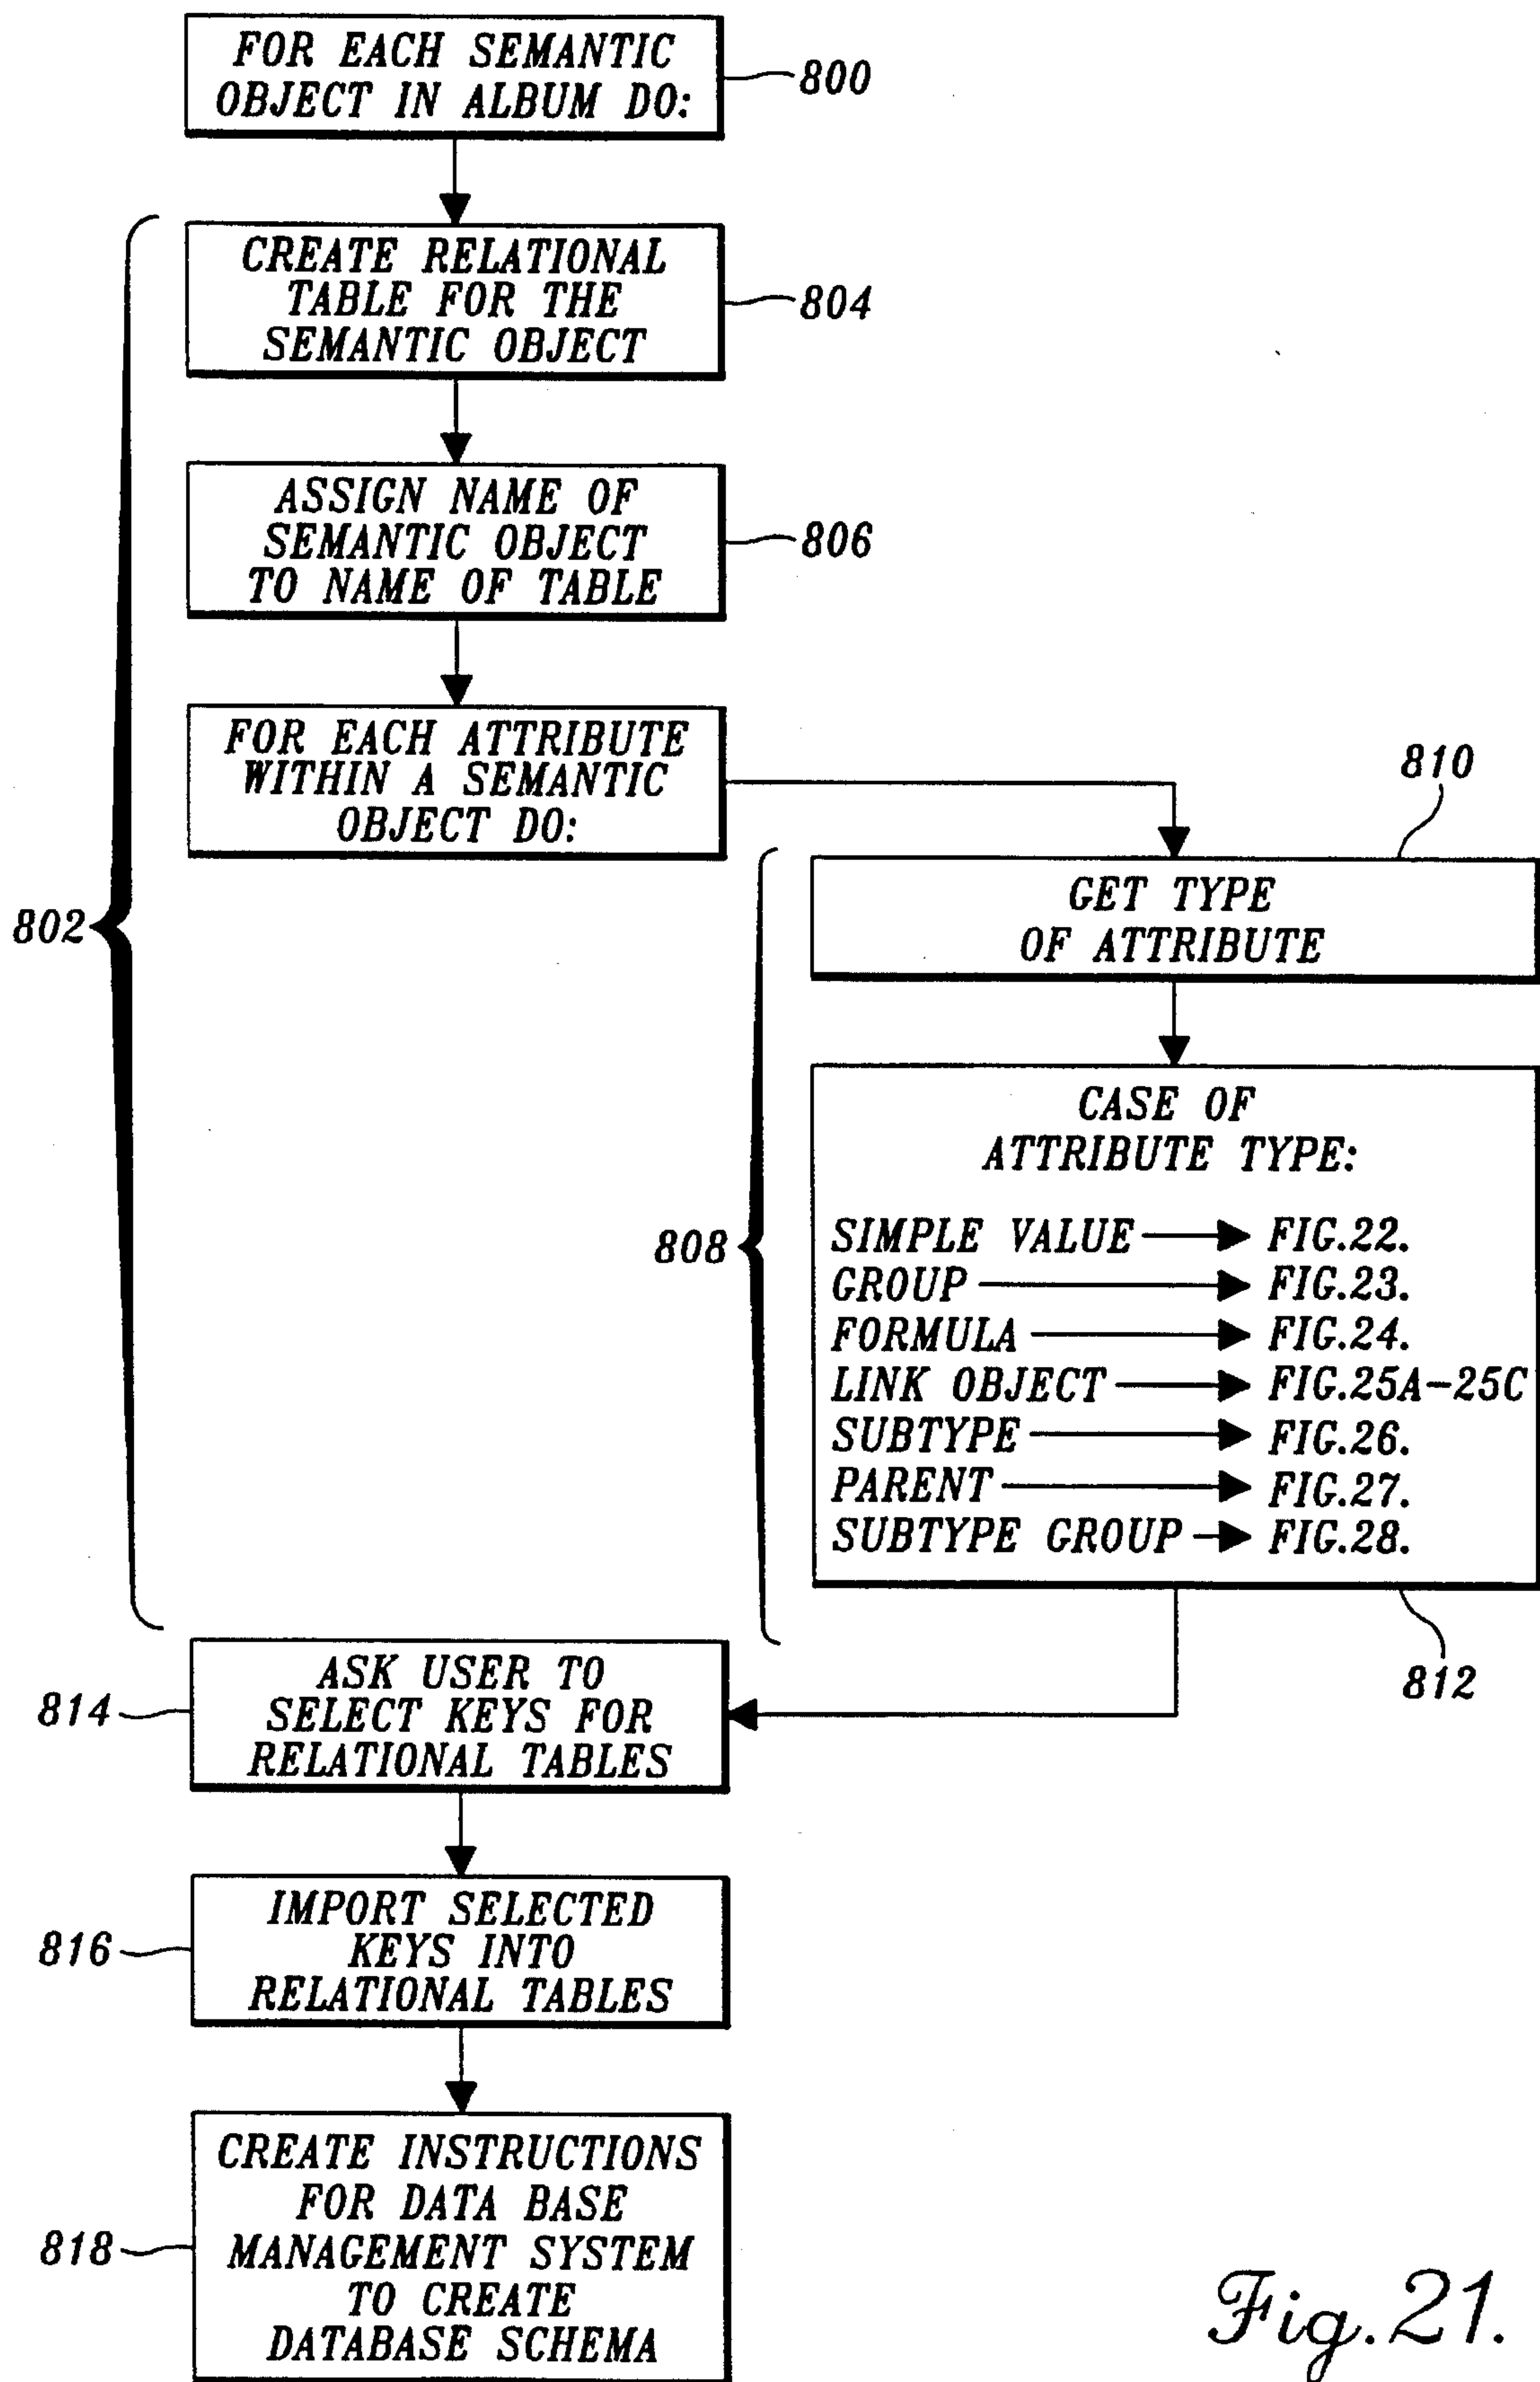 FOR EACH SEMANTIC
OBJECT IN ALBUM DO:
800
CREATE RELATIONAL
TABLE FOR THE
SEMANTIC OBJECT
804
ASSIGN NAME OF
SEMANTIC OBJECT
TO NAME OF TABLE
806
FOR EACH ATTRIBUTE
WITHIN A SEMANTIC
OBJECT DO:
802
810
GET TYPE
OF ATTRIBUTE
808
CASE OF
ATTRIBUTE TYPE:
SIMPLE VALUE FIG.22.
GROUP FIG.23.
FORMULA FIG.24.
LINK OBJECT FIG.25A-25C
SUBTYPE FIG.26.
PARENT FIG.27.
SUBTYPE GROUP FIG.28.
812
814
ASK USER TO
SELECT KEYS FOR
RELATIONAL TABLES
816
IMPORT SELECTED
KEYS INTO
RELATIONAL TABLES
818
CREATE INSTRUCTIONS
FOR DATA BASE
MANAGEMENT SYSTEM
TO CREATE
DATABASE SCHEMA
Fig. 21.